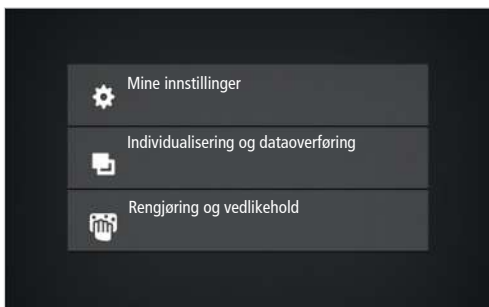 Mine innstillinger
Individualisering og dataoverføring
Rengjøring og vedlikehold